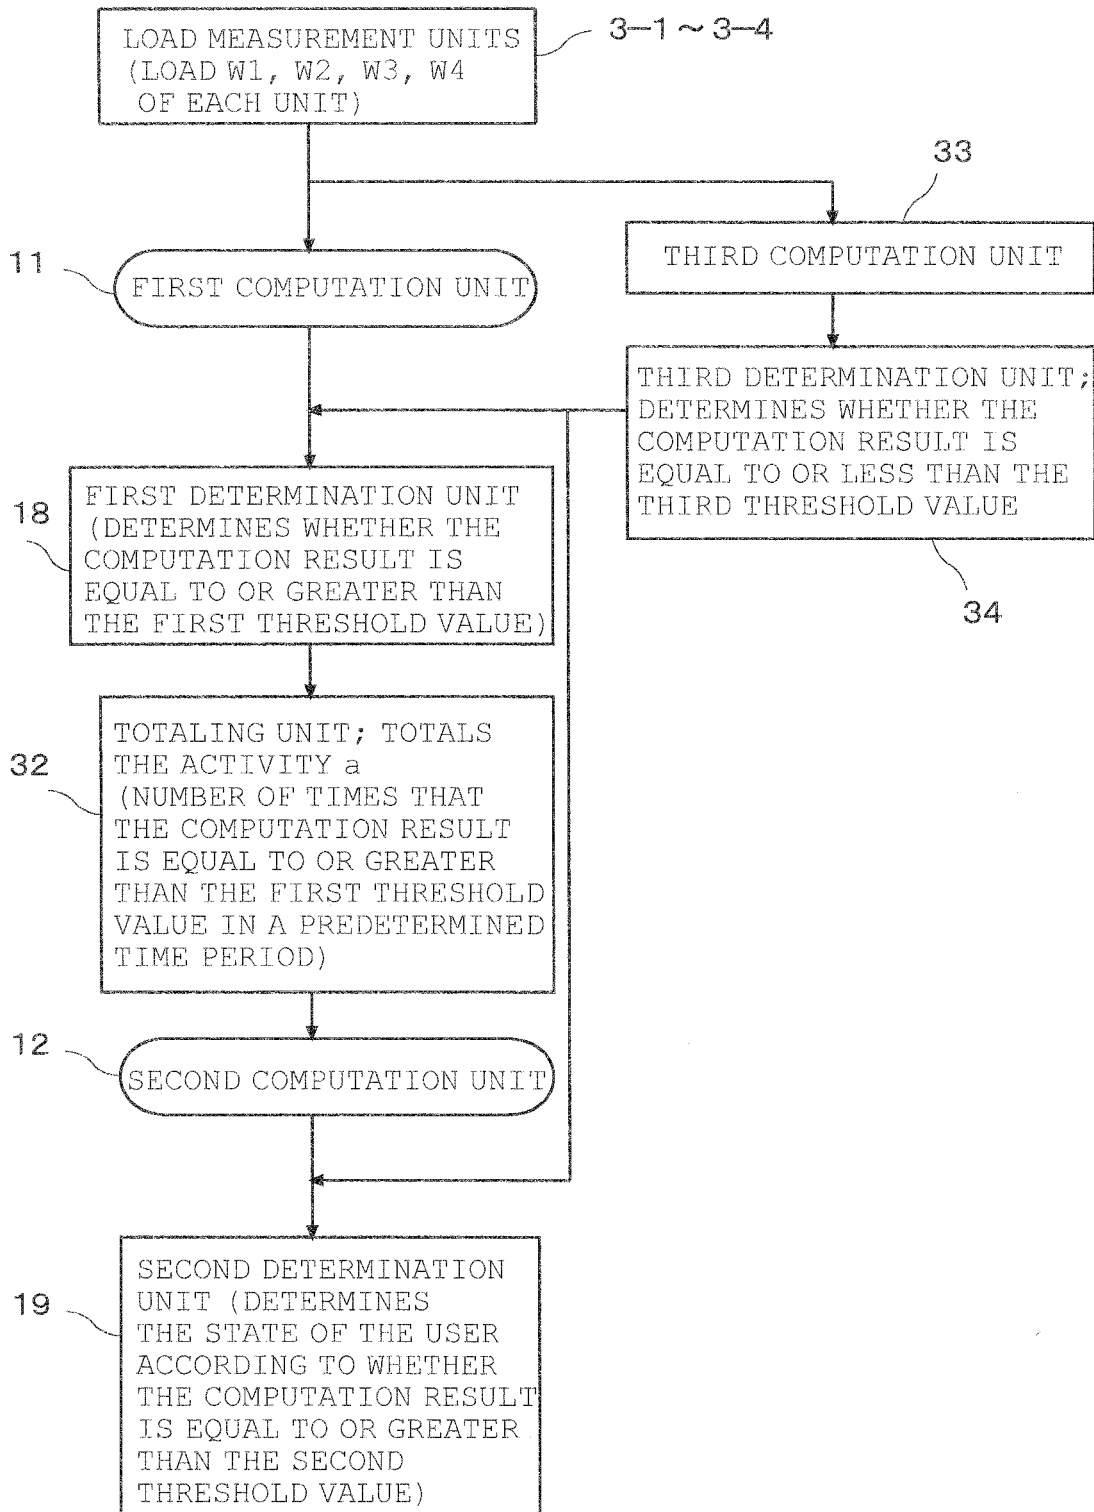 LOAD MEASUREMENT UNITS
(LOAD W1, W2, W3, W4
OF EACH UNIT)
3-1～3-4
33
THIRD COMPUTATION UNIT
11
FIRST COMPUTATION UNIT
THIRD DETERMINATION UNIT;
DETERMINES WHETHER THE
COMPUTATION RESULT IS
EQUAL TO OR LESS THAN THE
THIRD THRESHOLD VALUE
34
18
FIRST DETERMINATION UNIT
(DETERMINES WHETHER THE
COMPUTATION RESULT IS
EQUAL TO OR GREATER THAN
THE FIRST THRESHOLD VALUE)
32
TOTALING UNIT; TOTALS
THE ACTIVITY a
(NUMBER OF TIMES THAT
THE COMPUTATION RESULT
IS EQUAL TO OR GREATER
THAN THE FIRST THRESHOLD
VALUE IN A PREDETERMINED
TIME PERIOD)
12
SECOND COMPUTATION UNIT
19
SECOND DETERMINATION
UNIT (DETERMINES
THE STATE OF THE USER
ACCORDING TO WHETHER
THE COMPUTATION RESULT
IS EQUAL TO OR GREATER
THAN THE SECOND
THRESHOLD VALUE)